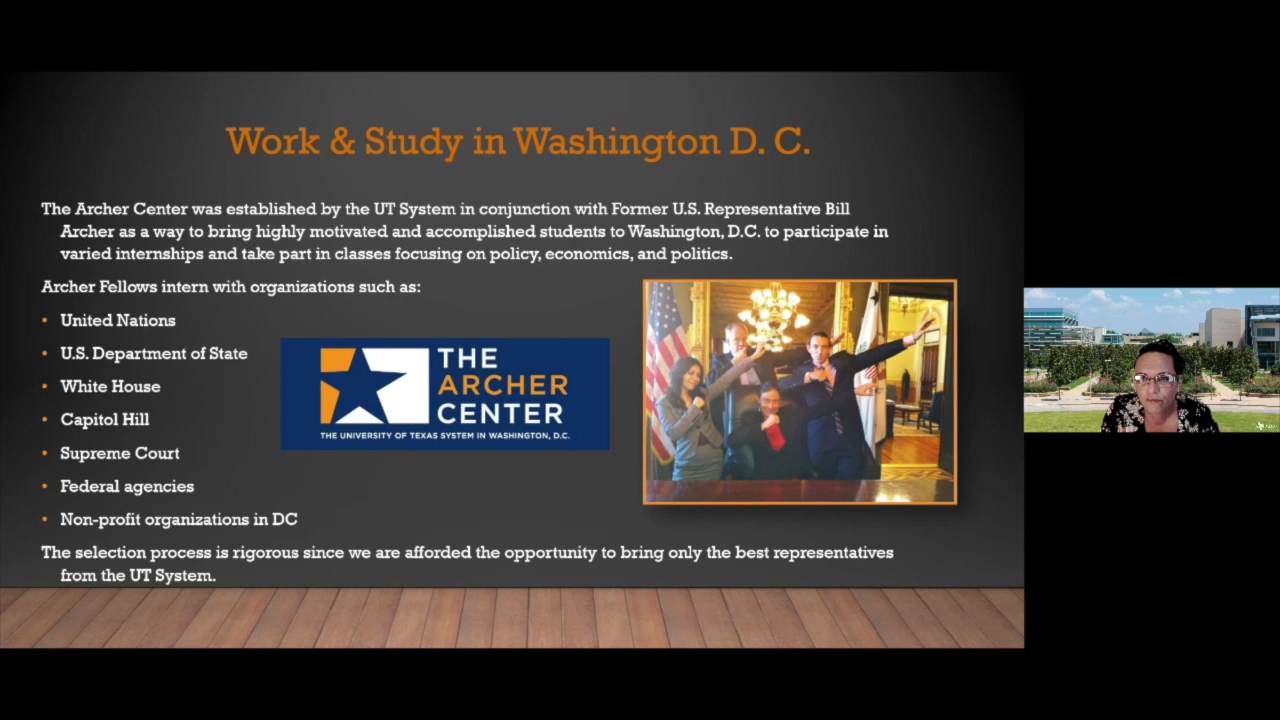 Work & Study in Washington D. C.
The Archer Center was established by the UT System in conjunction with Former U.S. Representative Bill
Archer as a way to bring highly motivated and accomplished students to Washington, D.C. to participate in
varied internships and take part in classes focusing on policy, economics, and politics.
Archer Fellows intern with organizations such as:
• United Nations
• U.S. Department of State
• White House
• Capitol Hill
• Supreme Court
• Federal agencies
• Non-profit organizations in DC
THE
ARCHER
CENTER
THE UNIVERSITY OF TEXAS SYSTEM IN WASHINGTON, D.C.
The selection process is rigorous since we are afforded the opportunity to bring only the best representatives
from the UT System.